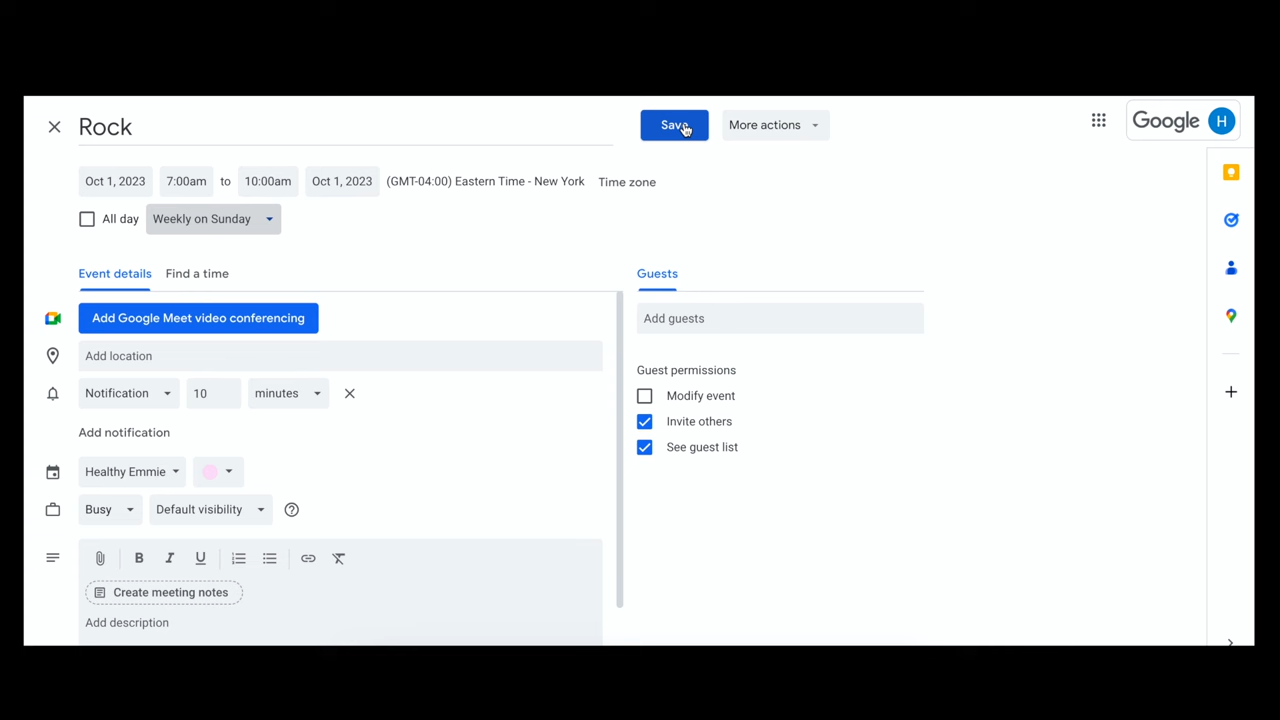 Rock
Save
More actions
Google
H
Oct 1, 2023 7:00am to 10:00am Oct 1, 2023 (GMT-04:00) Eastern Time - New York Time zone
All day Weekly on Sunday
Event details Find a time
Guests
Add Google Meet video conferencing
Add guests
Add location
Guest permissions
Notification 10 minutes
Modify event
Invite others
Add notification
See guest list
Healthy Emmie
Busy Default visibility
B I U
Create meeting notes
Add description